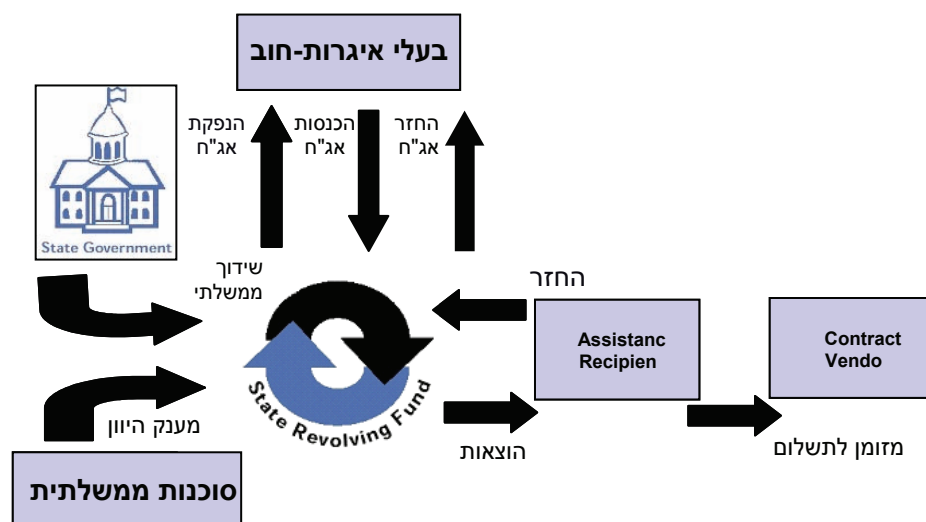 בעלי איגרות-חוב
הנפקת
אג"ח
הכנסות
אג"ח
החזר
אג"ח
State Government
שידוך
ממשלתי
החזר
Assistanc
Recipien
Contract
Vendo
State Revolving Fund
מענק היוון
הוצאות
מזומן לתשלום
סוכנות ממשלתית